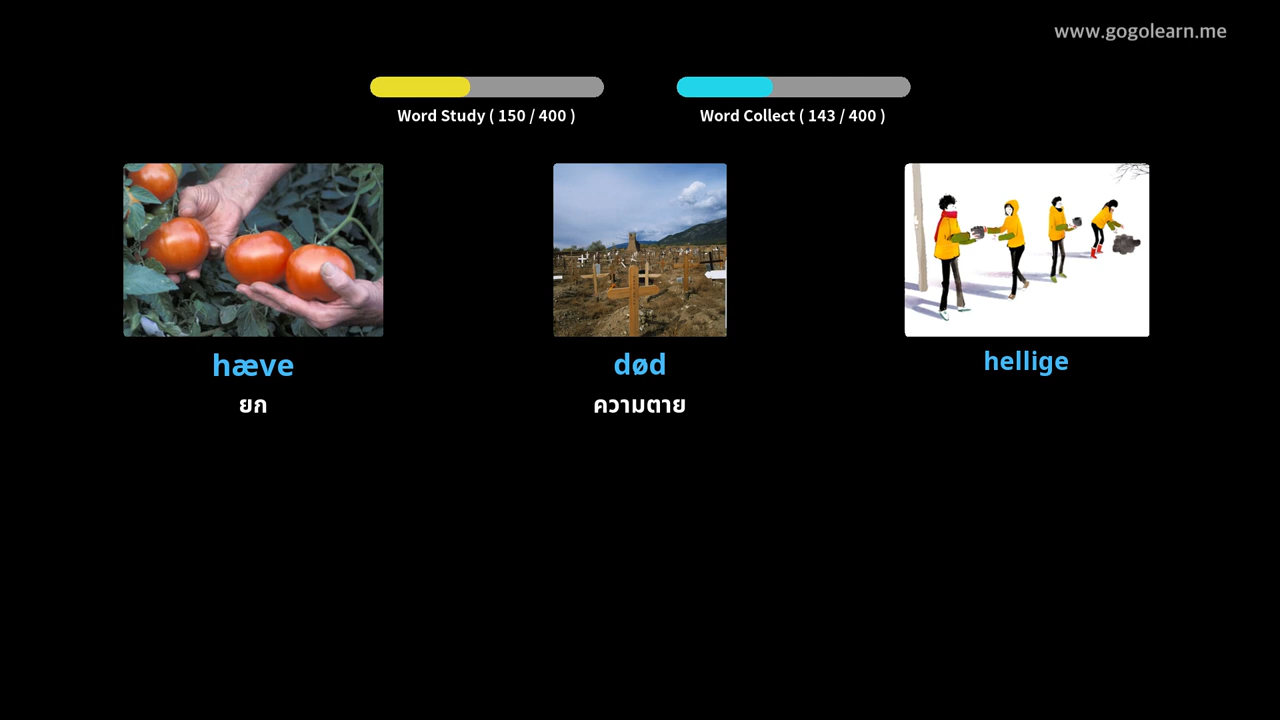 www.gogolearn.me
Word Study ( 150 / 400 )
Word Collect ( 143 / 400 )
hæve
ยก
død
ความตาย
hellige